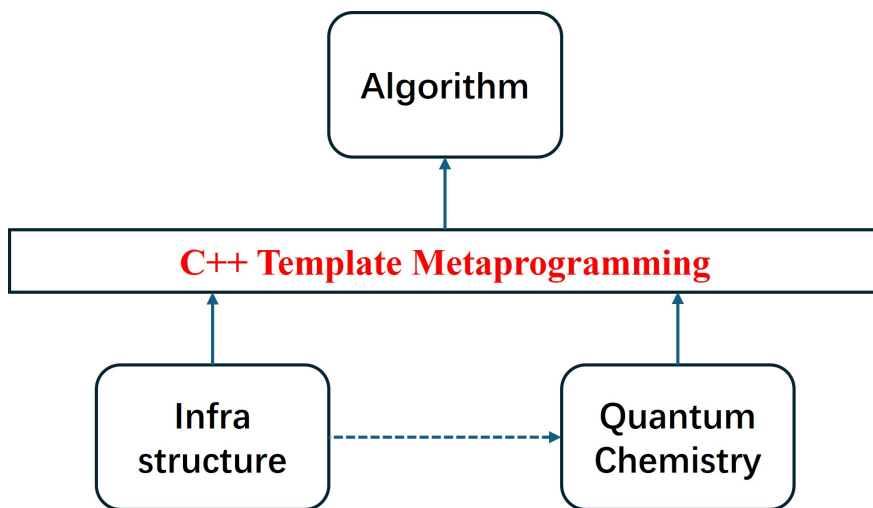 Algorithm
C++ Template Metaprogramming
Infra
structure
Quantum
Chemistry